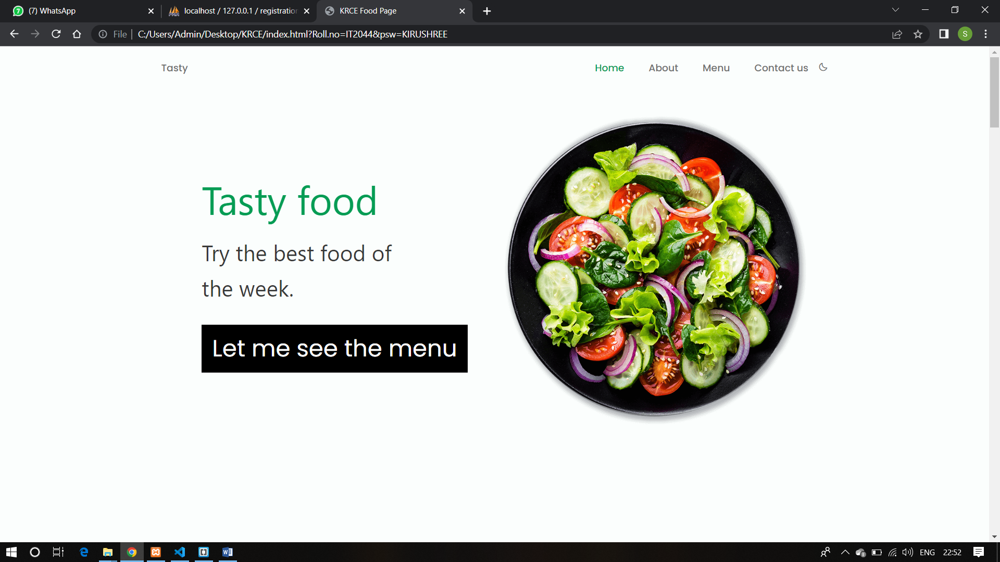 (7) WhatsApp
localhost / 127.0.0.1 / registration
KRCE Food Page
File
C:/Users/Admin/Desktop/KRCE/index.html?Roll.no=IT2044&psw=KIRUSHREE
S
Tasty
Home
About
Menu
Contact us
Tasty food
Try the best food of
the week.
Let me see the menu
ENG
22:52